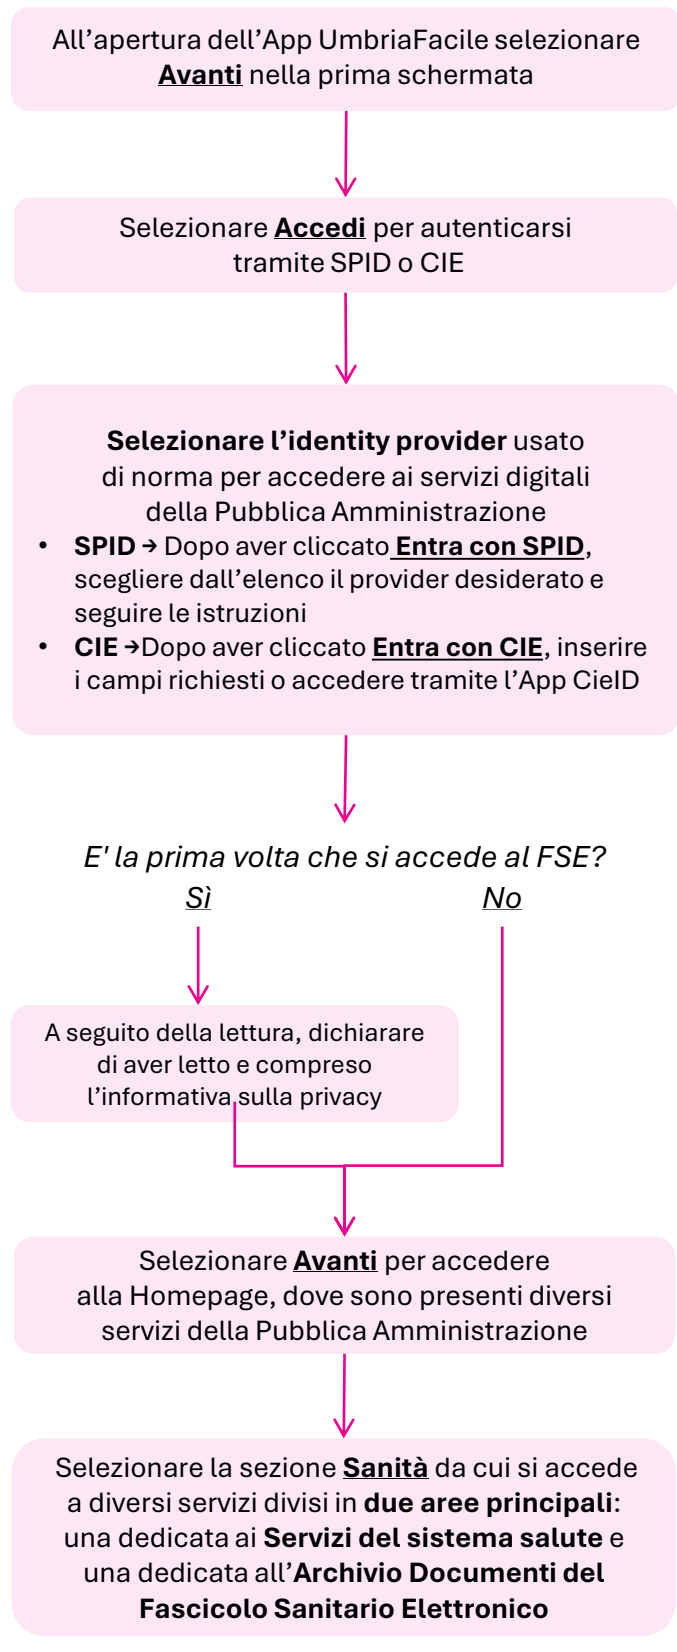 All’apertura dell’App UmbriaFacile selezionare
Avanti nella prima schermata
Selezionare Accedi per autenticarsi
tramite SPID o CIE
Selezionare l’identity provider usato
di norma per accedere ai servizi digitali
della Pubblica Amministrazione
• SPID → Dopo aver cliccato Entra con SPID,
scegliere dall’elenco il provider desiderato e
seguire le istruzioni
• CIE →Dopo aver cliccato Entra con CIE, inserire
i campi richiesti o accedere tramite l’App CieID
E' la prima volta che si accede al FSE?
Sì No
A seguito della lettura, dichiarare
di aver letto e compreso
l’informativa sulla privacy
Selezionare Avanti per accedere
alla Homepage, dove sono presenti diversi
servizi della Pubblica Amministrazione
Selezionare la sezione Sanità da cui si accede
a diversi servizi divisi in due aree principali:
una dedicata ai Servizi del sistema salute e
una dedicata all’Archivio Documenti del
Fascicolo Sanitario Elettronico